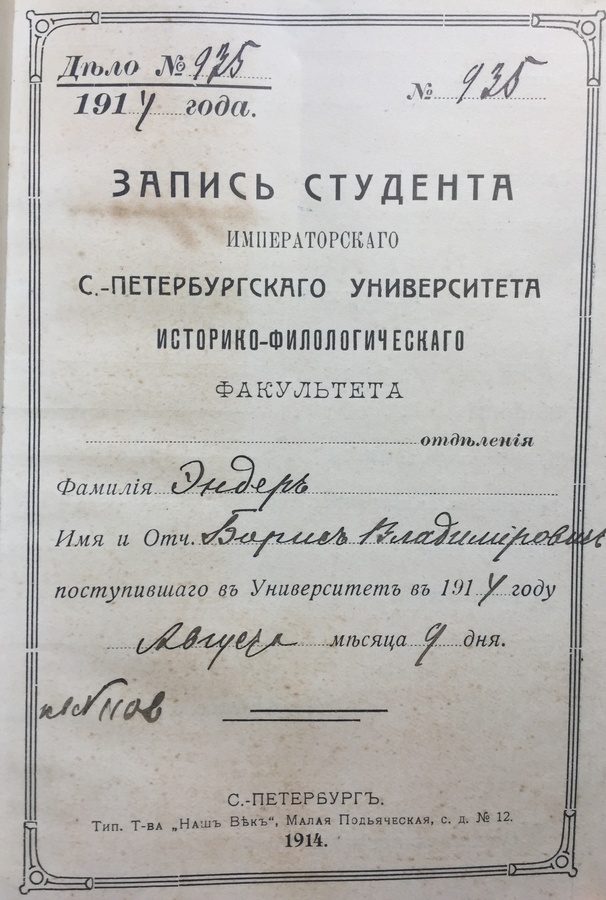 Дѣло № 935
1914 года.
№ 935
ЗАПИСЬ СТУДЕНТА
ИМПЕРАТОРСКАГО
С.-ПЕТЕРБУРГСКАГО УНИВЕРСИТЕТА
ИСТОРИКО-ФИЛОЛОГИЧЕСКАГО
ФАКУЛЬТЕТА
отдѣленія
Фамилія Эндеръ
Имя и Отч. Борисъ Владиміровичъ
поступившаго въ Университетъ въ 1914 году
Августа мѣсяца 9 дня.
С.-ПЕТЕРБУРГЪ.
Тип. Т-ва „Нашъ Вѣкъ“, Малая Подьяческая, с. д. № 12.
1914.